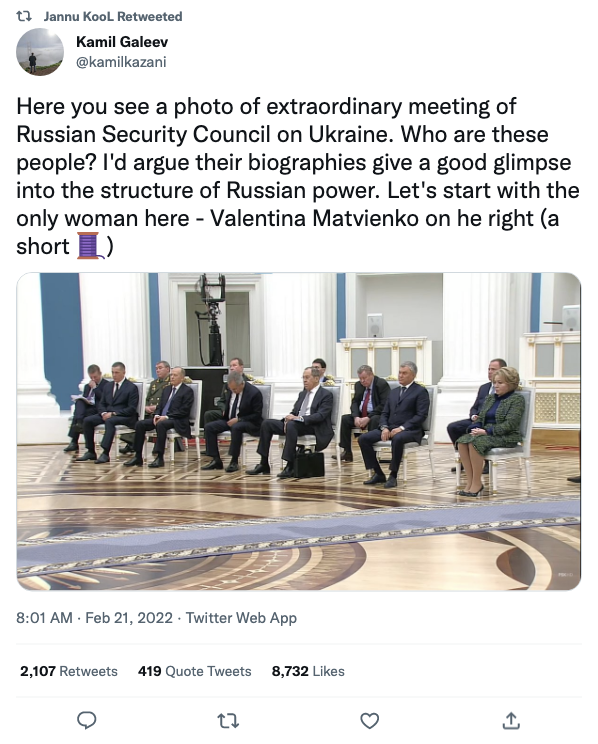 Jannu KooL Retweeted
Kamil Galeev
@kamilkazani
Here you see a photo of extraordinary meeting of
Russian Security Council on Ukraine. Who are these
people? I'd argue their biographies give a good glimpse
into the structure of Russian power. Let's start with the
only woman here - Valentina Matvienko on he right (a
short 🧵)
8:01 AM · Feb 21, 2022 · Twitter Web App
2,107 Retweets 419 Quote Tweets 8,732 Likes